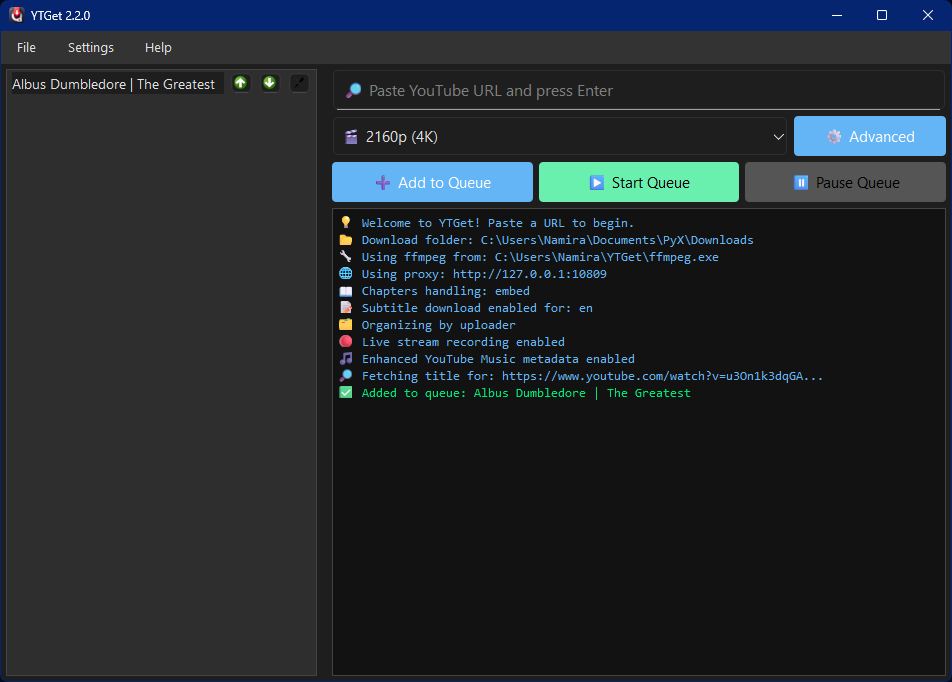 YTGet 2.2.0
File Settings Help
Albus Dumbledore | The Greatest
Paste YouTube URL and press Enter
2160p (4K)
Advanced
Add to Queue
Start Queue
Pause Queue
Welcome to YTGet! Paste a URL to begin.
Download folder: C:\Users\Namira\Documents\PyX\Downloads
Using ffmpeg from: C:\Users\Namira\YTGet\ffmpeg.exe
Using proxy: http://127.0.0.1:10809
Chapters handling: embed
Subtitle download enabled for: en
Organizing by uploader
Live stream recording enabled
Enhanced YouTube Music metadata enabled
Fetching title for: https://www.youtube.com/watch?v=u3On1k3dqGA...
Added to queue: Albus Dumbledore | The Greatest